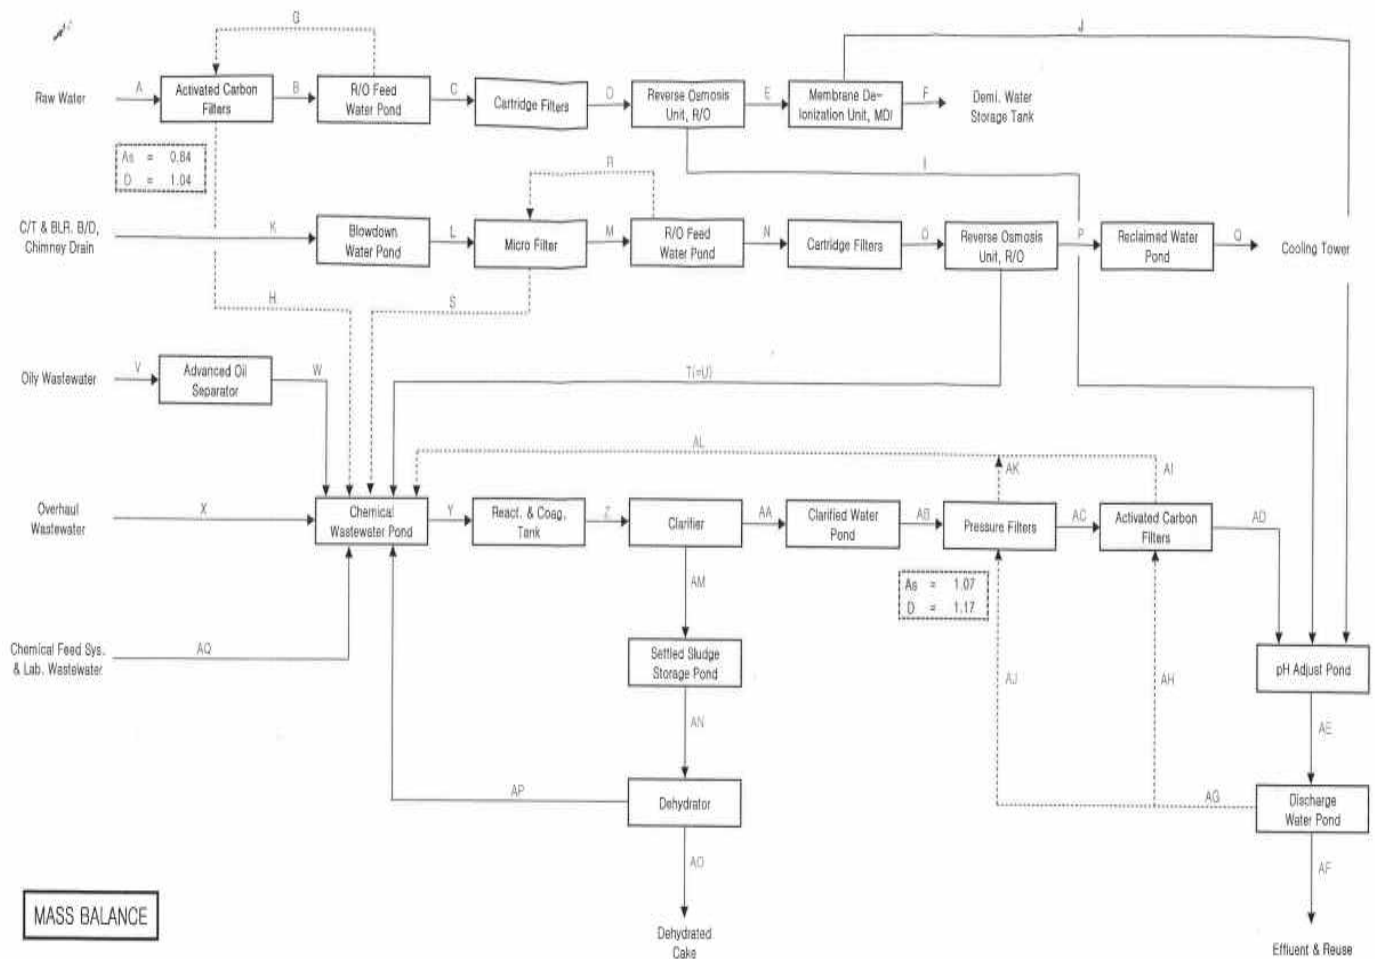 G
J
Raw Water
A
Activated Carbon
Filters
B
R/O Feed
Water Pond
C
Cartridge Filters
D
Reverse Osmosis
Unit, R/O
E
Membrane De-
Ionization Unit, MDI
F
Demi. Water
Storage Tank
As = 0.84
D = 1.04
R
I
C/T & BLR. B/D,
Chimney Drain
K
Blowdown
Water Pond
L
Micro Filter
M
R/O Feed
Water Pond
N
Cartridge Filters
O
Reverse Osmosis
Unit, R/O
P
Reclaimed Water
Pond
Q
Cooling Tower
H
S
Oily Wastewater
V
Advanced Oil
Separator
W
T(=U)
AL
AK
AI
Overhaul
Wastewater
X
Chemical
Wastewater Pond
Y
React. & Coag.
Tank
Z
Clarifier
AA
Clarified Water
Pond
AB
Pressure Filters
AC
Activated Carbon
Filters
AD
As = 1.07
D = 1.17
AM
Chemical Feed Sys.
& Lab. Wastewater
AQ
Settled Sludge
Storage Pond
AJ
AH
pH Adjust Pond
AN
AE
AP
Dehydrator
AG
Discharge
Water Pond
AO
AF
MASS BALANCE
Dehydrated
Cake
Effluent & Reuse